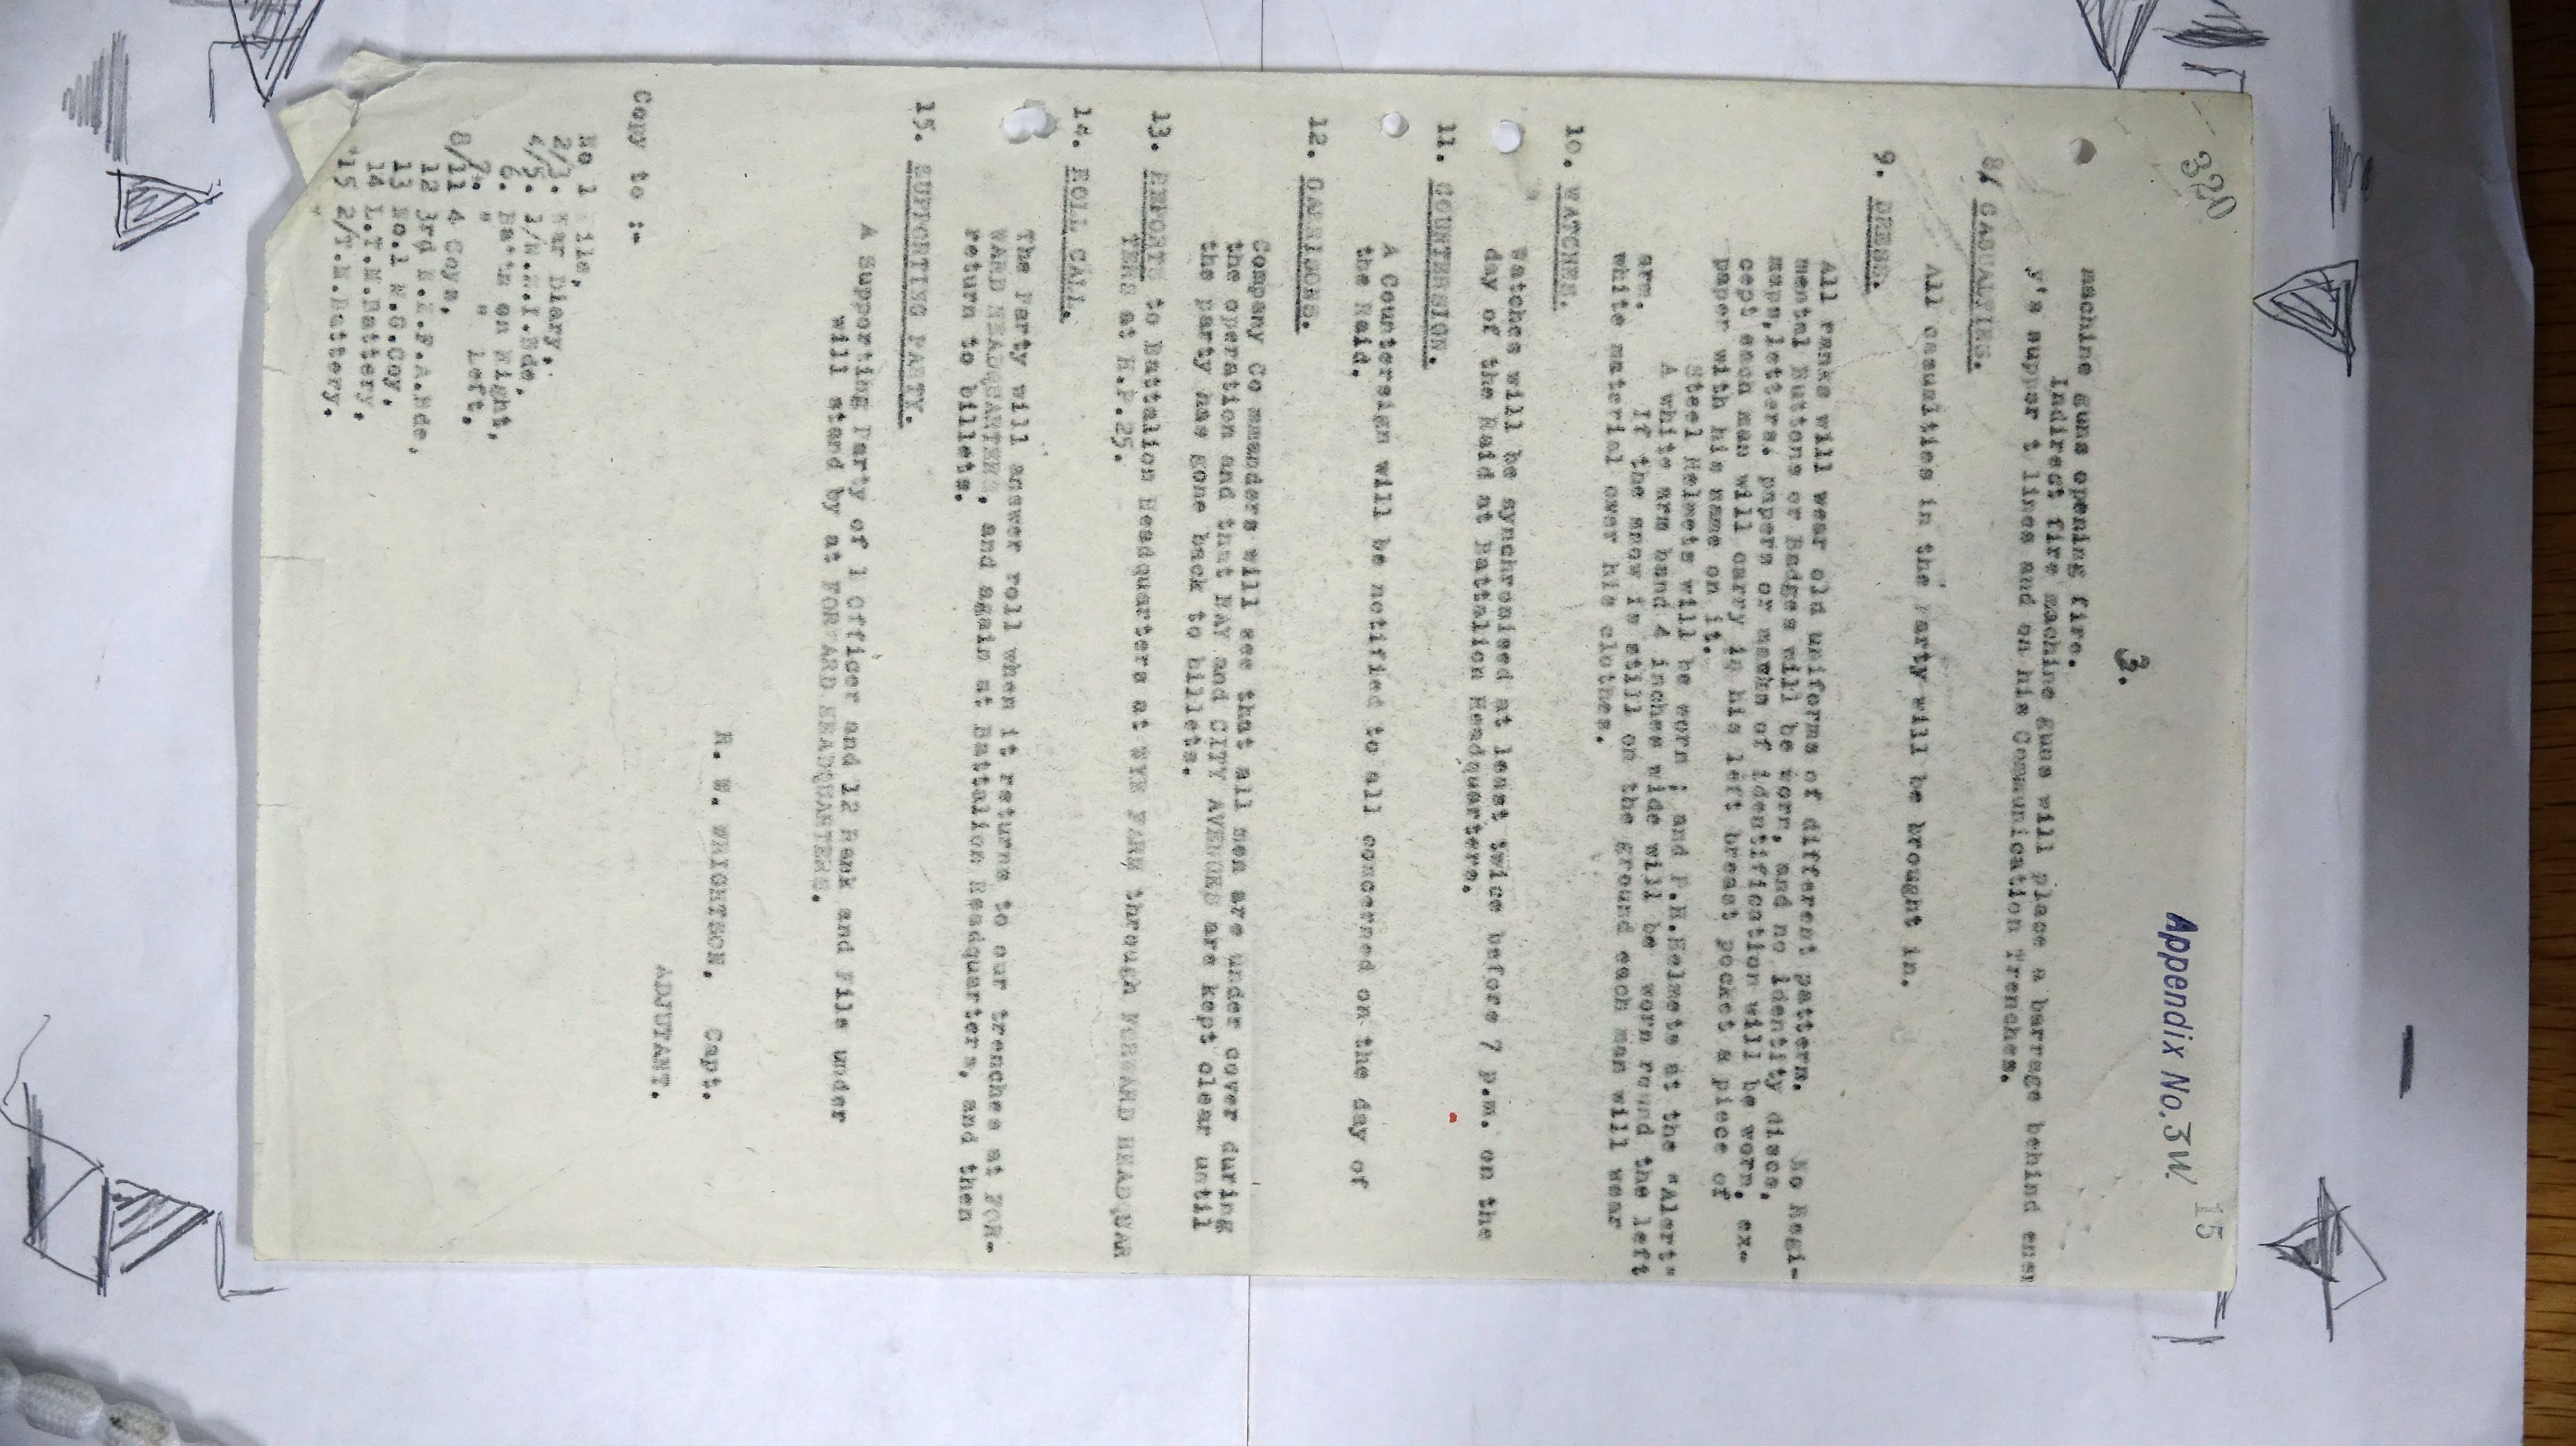 320
Appendix No. 3W.
15
3.
machine guns opening fire.
Indirect fire machine guns will place a barrage behind enem
y's support lines and on his Communication Trenches.
8/ CASUALTIES.
All casualties in the Party will be brought in.
9. DRESS.
All ranks will wear old uniforms of different pattern. No Regi-
mental Buttons or Badges will be worn, and no identity discs,
maps,letters, papers or means of identification will be worn, ex-
cept each man will carry in his left breast pocket a piece of
paper with his name on it.
Steel Helmets will be worn ; and P.H.Helmets at the "Alert"
A white arm band 4 inches wide will be worn round the left
arm.
If the snow is still on the ground each man will wear
white material over his clothes.
10. WATCHES.
Watches will be synchronised at least twice before 7 p.m. on the
day of the Raid at Battalion Headquarters.
11. COUNTERSIGN.
A Countersign will be notified to all concerned on the day of
the Raid.
12. GARRISONS.
Company Commanders will see that all men are under cover during
the operation and that HAY and CITY AVENUES are kept clear until
the party has gone back to billets.
13. REPORTS to Battalion Headquarters at WYE FARM through FORWARD HEADQUAR
TERS at H.P.25.
14. ROLL CALL.
The Party will answer roll when it returns to our trenches at FOR-
WARD HEADQUARTERS, and again at Battalion Headquarters, and then
return to billets.
15. SUPPORTING PARTY.
A Supporting Party of 1 Officer and 12 Rank and File under
will stand by at FORWARD HEADQUARTERS.
R. W. WRIGHTSON, Capt.
ADJUTANT.
Copy to :-
No 1 File,
2/3. War Diary,
4/5. 1/N.Z.I.Bde,
6. Ba'tn on Right,
7. " " Left,
8/11 4 Coys,
12 3rd N.Z.F.A.Bde,
13 No.1 M.G.Coy,
14 L.T.M.Battery,
15 2/T.M.Battery.